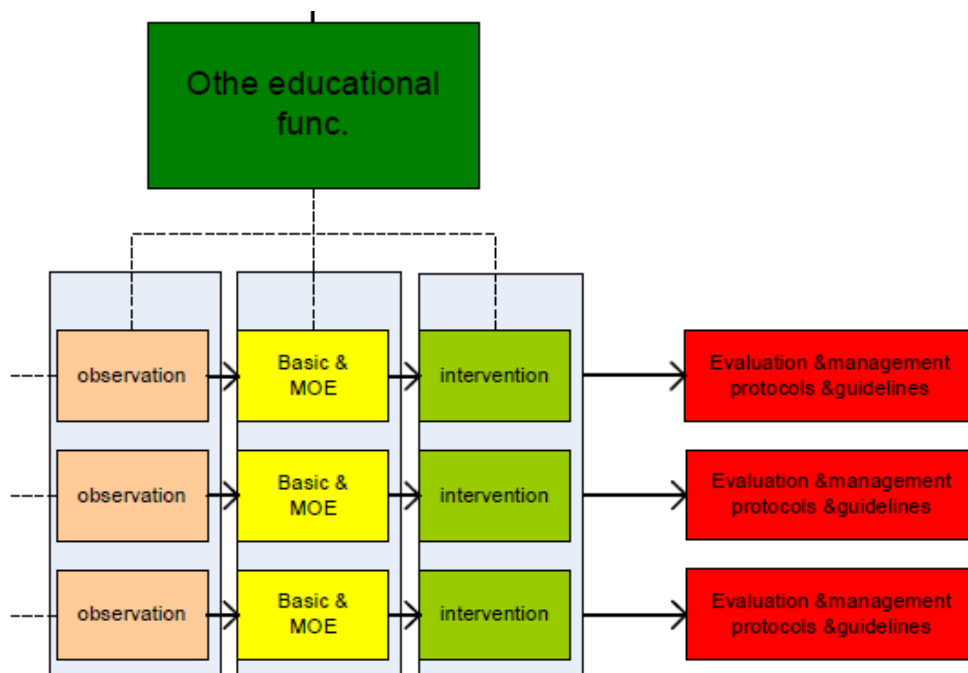 Othe educational
func.
observation
Basic &
MOE
intervention
Evaluation &management
protocols &guidelines
observation
Basic &
MOE
intervention
Evaluation &management
protocols &guidelines
observation
Basic &
MOE
intervention
Evaluation &management
protocols &guidelines